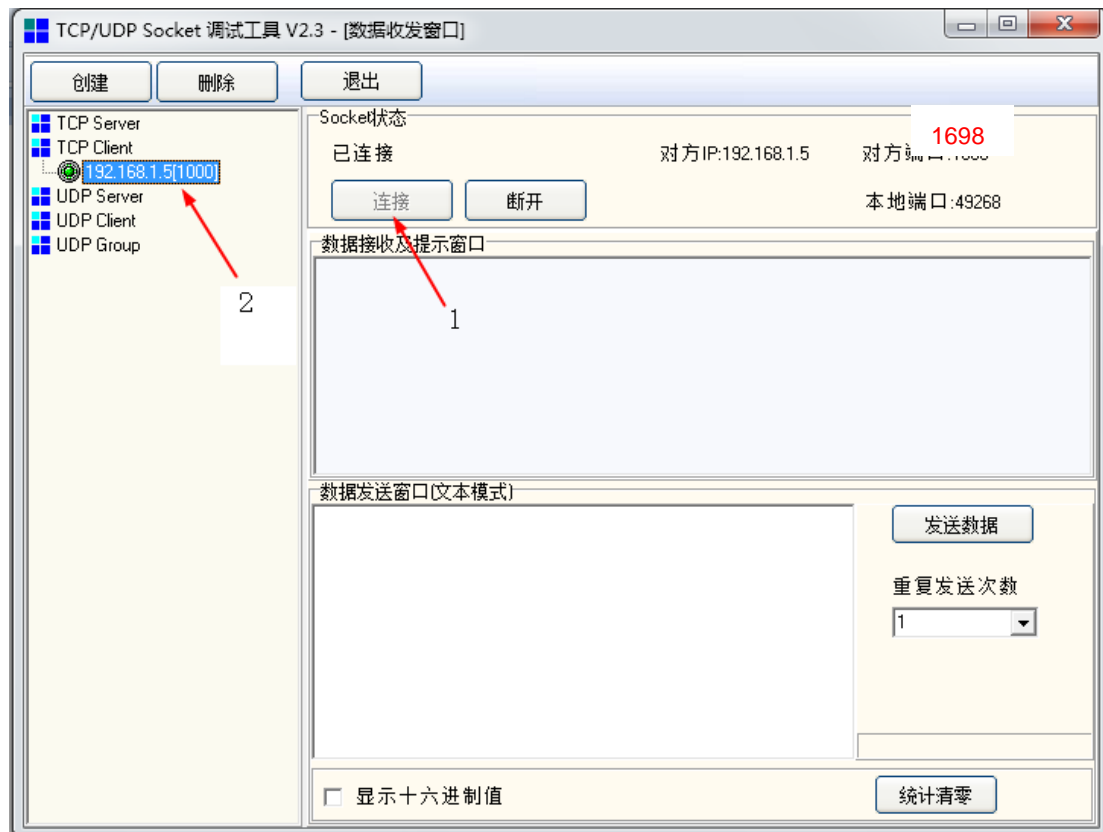 TCP/UDP Socket 调试工具 V2.3 - [数据收发窗口]
创建 删除 退出
TCP Server
TCP Client
192.168.1.5[1000]
UDP Server
UDP Client
UDP Group
2
Socket状态
1698
已连接 对方IP:192.168.1.5 对方端口
连接 断开 本地端口:49268
数据接收及提示窗口
1
数据发送窗口(文本模式)
发送数据
重复发送次数
1
显示十六进制值 统计清零